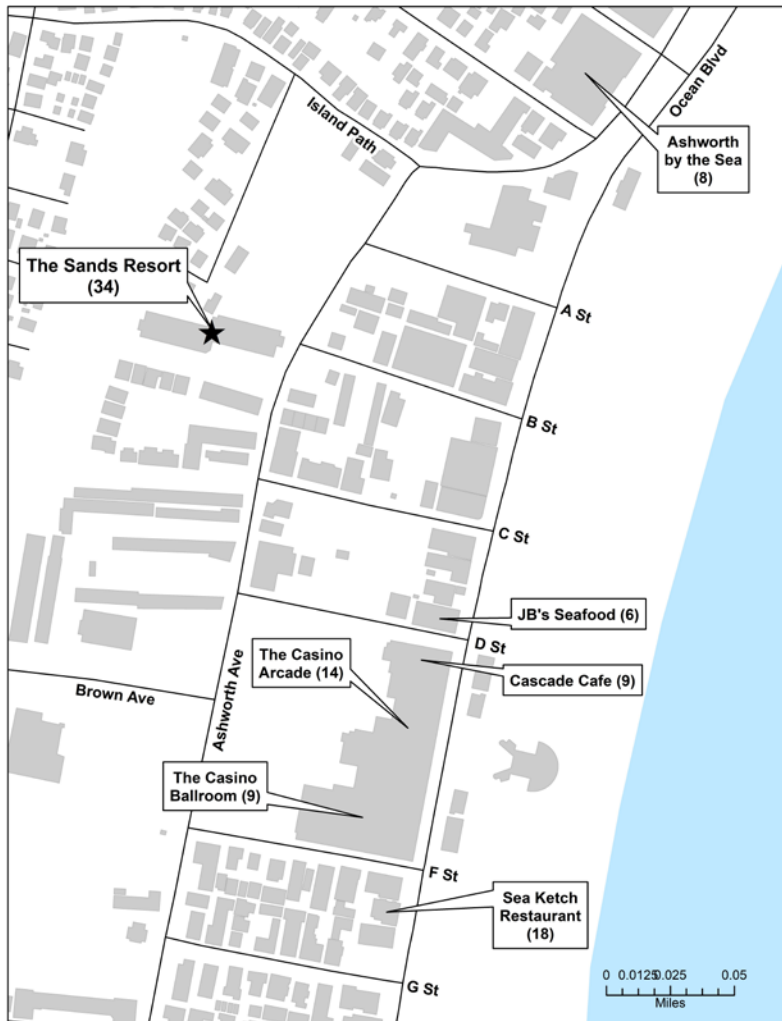 Ocean Blvd
Island Path
Ashworth
by the Sea
(8)
The Sands Resort
(34)
A St
B St
C St
JB's Seafood (6)
D St
The Casino
Arcade (14)
Cascade Cafe (9)
Brown Ave
Ashworth Ave
The Casino
Ballroom (9)
F St
Sea Ketch
Restaurant
(18)
G St
0 0.0125 0.025 0.05
Miles